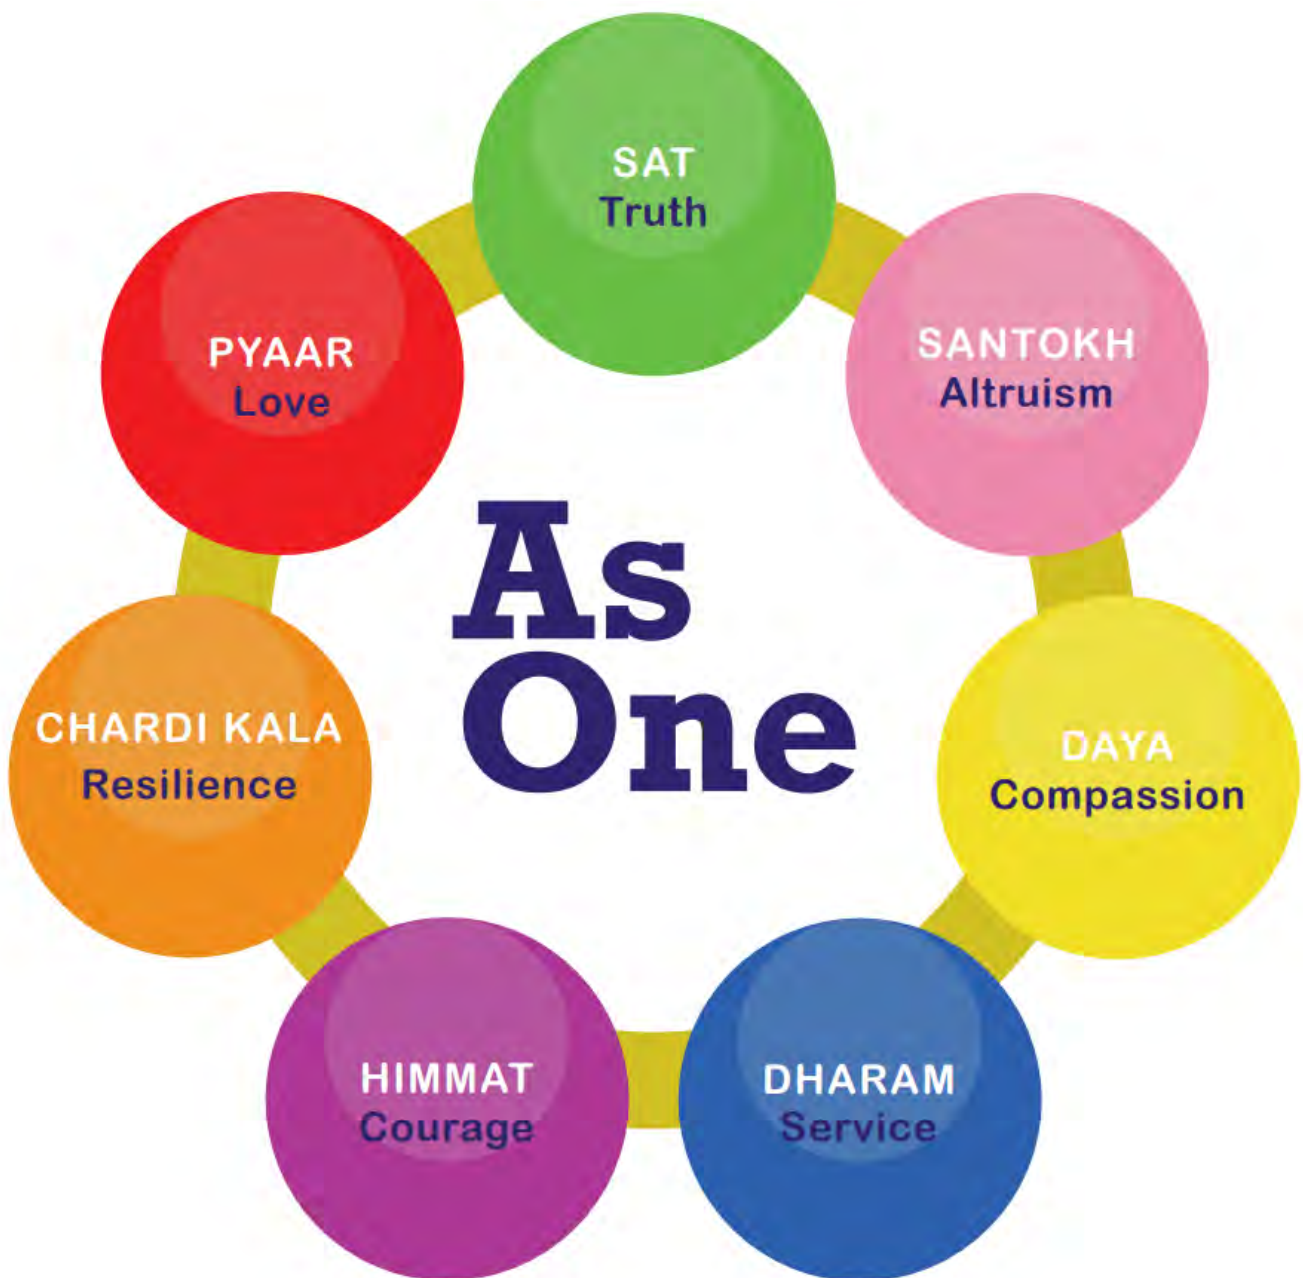 SAT
Truth
SANTOKH
Altruism
DAYA
Compassion
DHARAM
Service
HIMMAT
Courage
CHARDI KALA
Resilience
PYAAR
Love
As
One